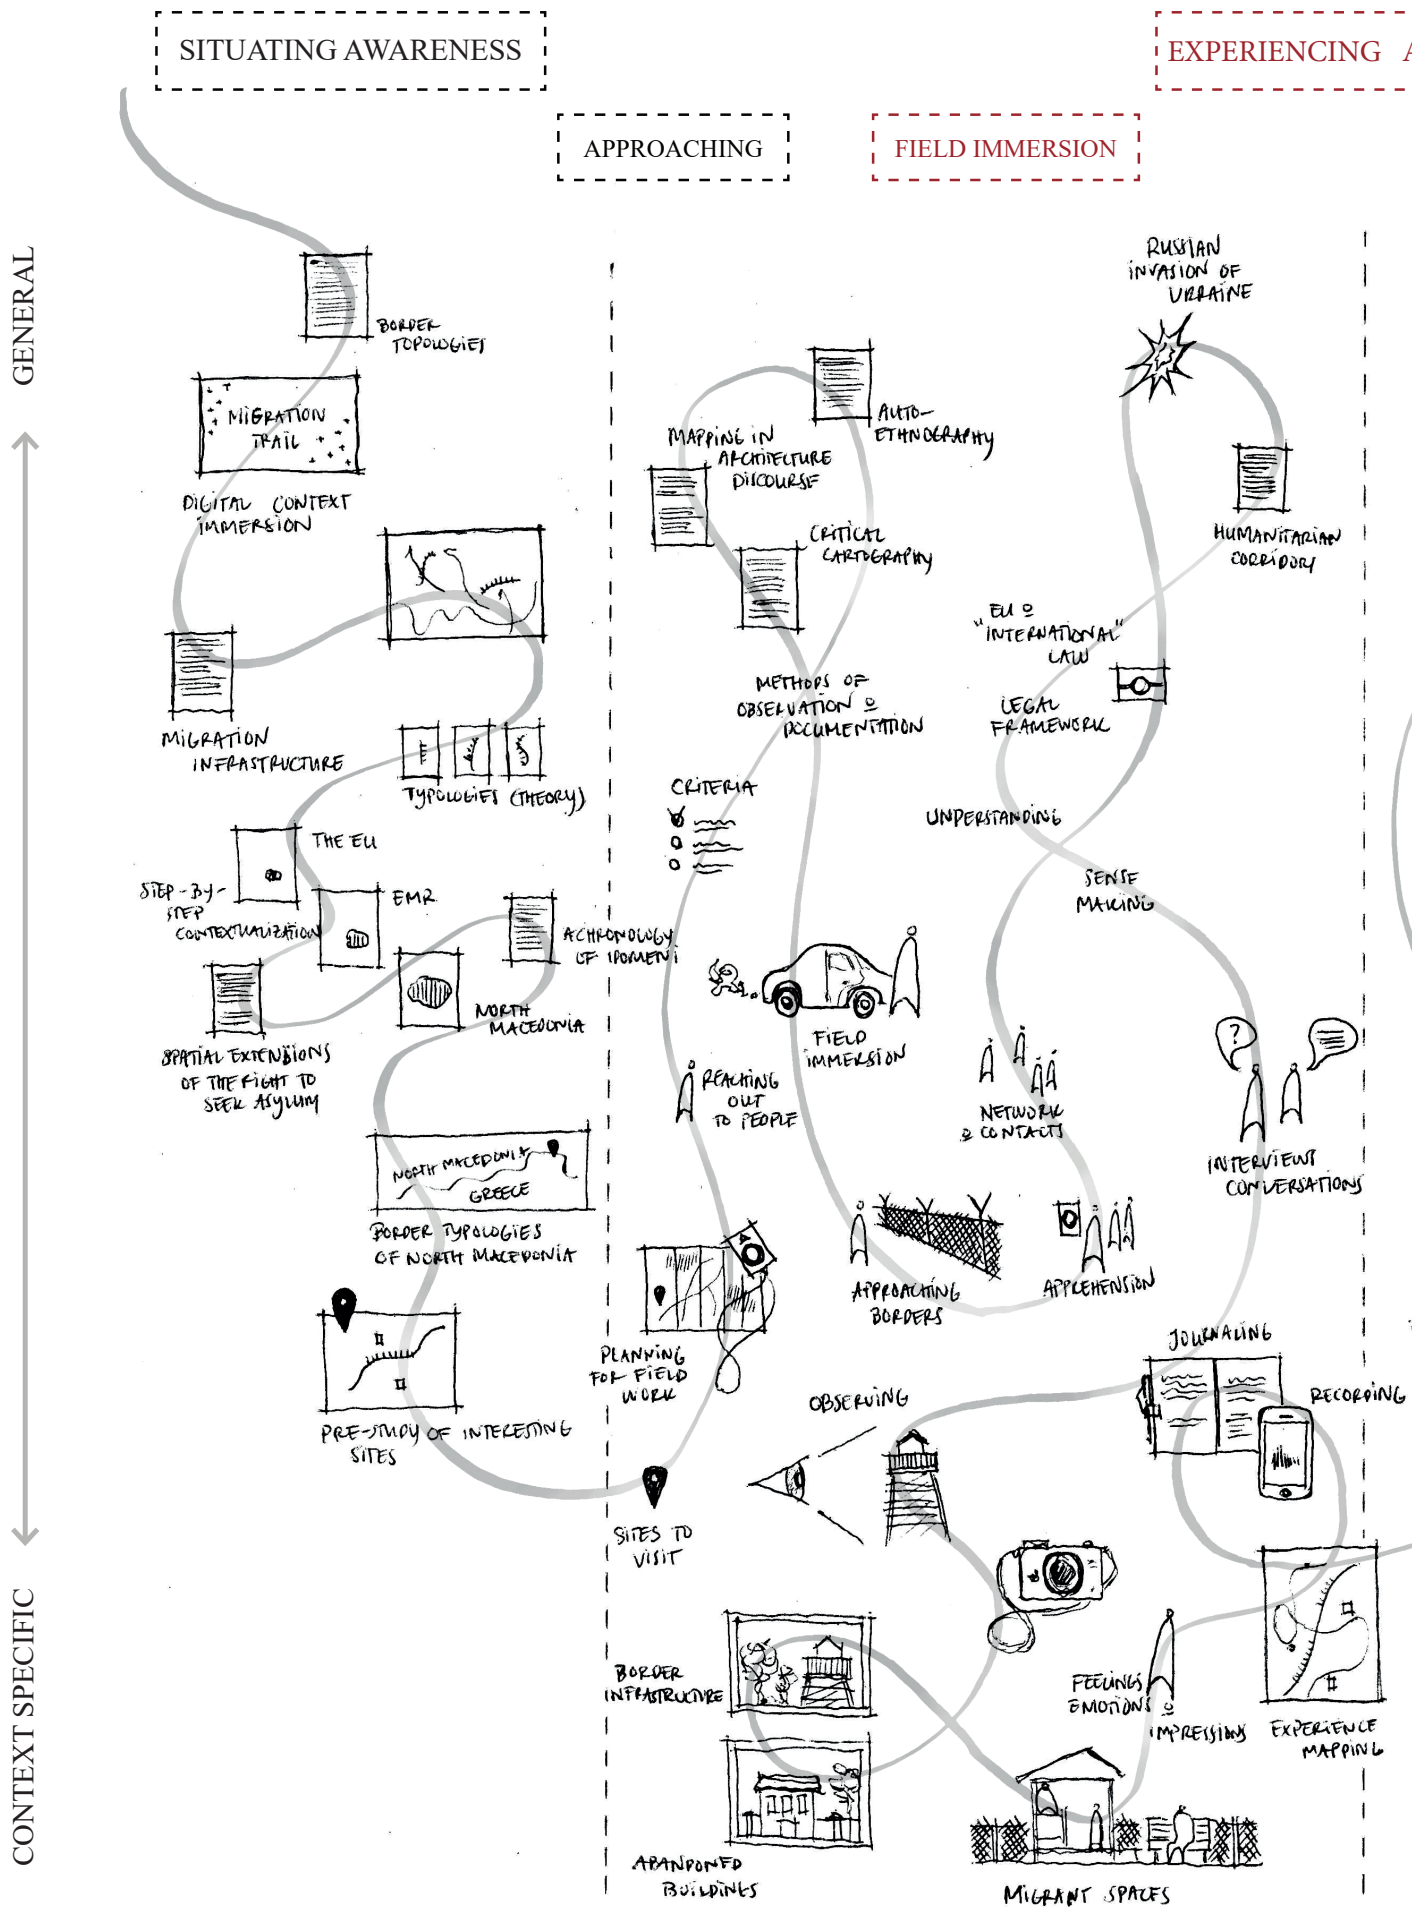 SITUATING AWARENESS
EXPERIENCING A
APPROACHING
FIELD IMMERSION
GENERAL
CONTEXT SPECIFIC
BORDER
TOPOLOGIES
MIGRATION
TRAIL
DIGITAL CONTEXT
IMMERSION
MIGRATION
INFRASTRUCTURE
TYPOLOGIES (THEORY)
THE EU
STEP-BY-
STEP
CONTEXTUALIZATION
EMR
A CHRONOLOGY
OF IDOMENI
NORTH
MACEDONIA
SPATIAL EXTENSIONS
OF THE RIGHT TO
SEEK ASYLUM
NORTH MACEDONIA
GREECE
BORDER TYPOLOGIES
OF NORTH MACEDONIA
PRE-STUDY OF INTERESTING
SITES
AUTO-
ETHNOGRAPHY
MAPPING IN
ARCHITECTURE
DISCOURSE
CRITICAL
CARTOGRAPHY
METHODS OF
OBSERVATION &
DOCUMENTATION
CRITERIA
FIELD
IMMERSION
REACHING
OUT
TO PEOPLE
PLANNING
FOR FIELD
WORK
SITES TO
VISIT
APPROACHING
BORDERS
APPREHENSION
NETWORK
& CONTACTS
RUSSIAN
INVASION OF
UKRAINE
HUMANITARIAN
CORRIDORS
EU &
"INTERNATIONAL"
LAW
LEGAL
FRAMEWORK
UNDERSTANDING
SENSE
MAKING
?
INTERVIEWS
CONVERSATIONS
JOURNALING
RECORDING
OBSERVING
BORDER
INFRASTRUCTURE
ABANDONED
BUILDINGS
FEELINGS
EMOTIONS
IMPRESSIONS
EXPERIENCE
MAPPING
MIGRANT SPACES